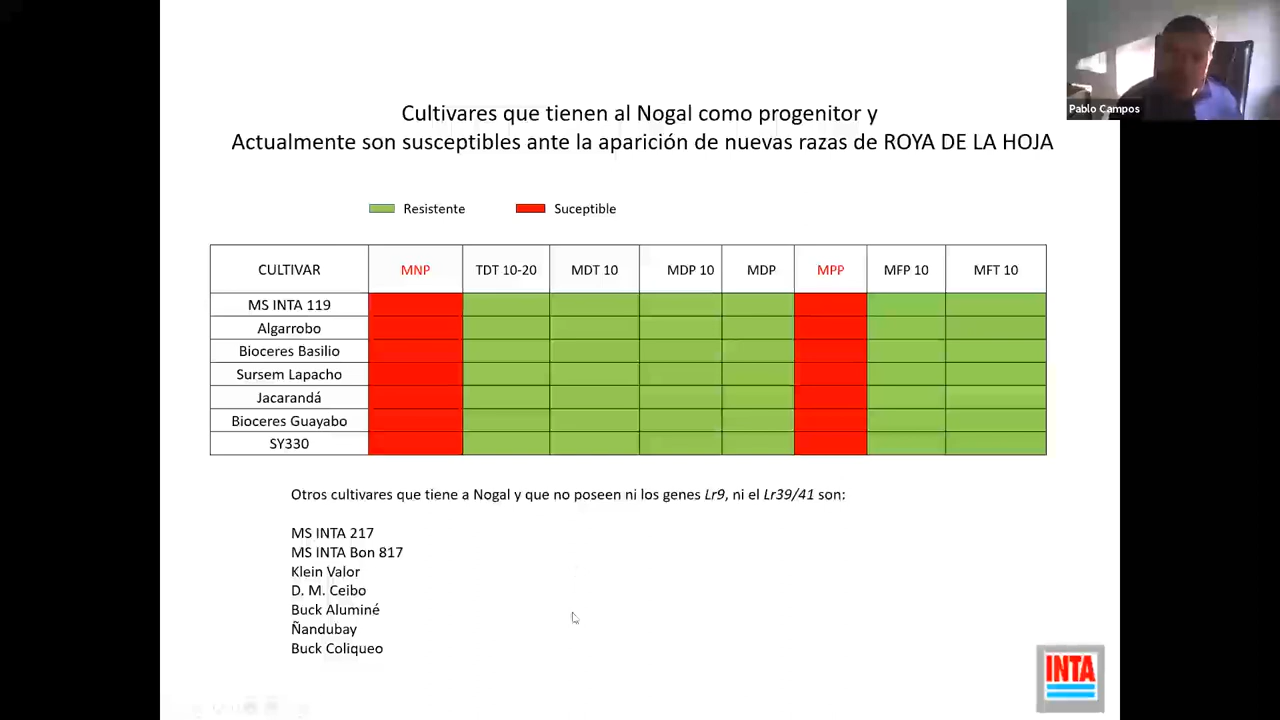 Pablo Campos
Cultivares que tienen al Nogal como progenitor y
Actualmente son susceptibles ante la aparición de nuevas razas de ROYA DE LA HOJA
Resistente Suceptible
CULTIVAR MNP TDT 10-20 MDT 10 MDP 10 MDP MPP MFP 10 MFT 10
MS INTA 119
Algarrobo
Bioceres Basilio
Sursem Lapacho
Jacarandá
Bioceres Guayabo
SY330
Otros cultivares que tiene a Nogal y que no poseen ni los genes Lr9, ni el Lr39/41 son:
MS INTA 217
MS INTA Bon 817
Klein Valor
D. M. Ceibo
Buck Aluminé
Ñandubay
Buck Coliqueo
INTA